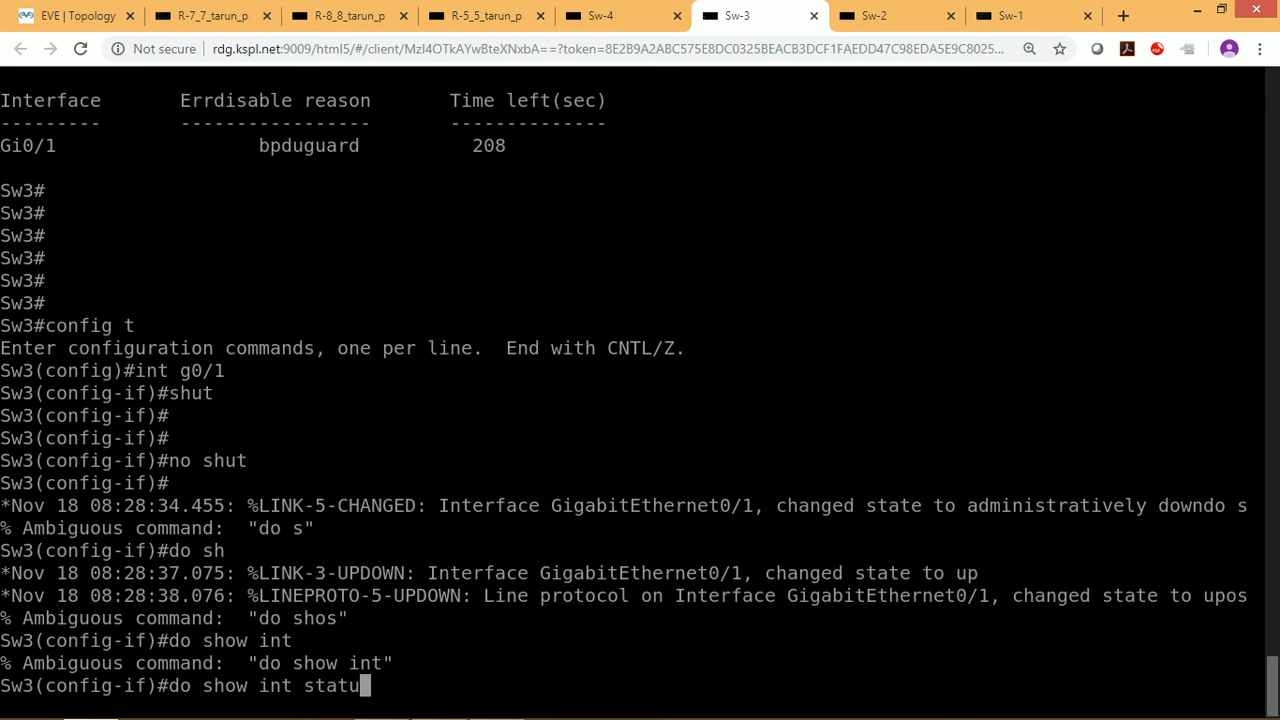 EVE | Topology
R-7_7_tarun_p
R-8_8_tarun_p
R-5_5_tarun_p
Sw-4
Sw-3
Sw-2
Sw-1
Not secure
rdg.kspl.net:9009/html5/#/client/MzI4OTkAYwBteXNxbA==?token=8E2B9A2ABC575E8DC0325BEACB3DCF1FAEDD47C98EDA5E9C8025...
Interface       Errdisable reason       Time left(sec)
---------       -----------------       --------------
Gi0/1                  bpduguard          208
Sw3#
Sw3#
Sw3#
Sw3#
Sw3#
Sw3#
Sw3#config t
Enter configuration commands, one per line.  End with CNTL/Z.
Sw3(config)#int g0/1
Sw3(config-if)#shut
Sw3(config-if)#
Sw3(config-if)#
Sw3(config-if)#no shut
Sw3(config-if)#
*Nov 18 08:28:34.455: %LINK-5-CHANGED: Interface GigabitEthernet0/1, changed state to administratively downdo s
% Ambiguous command:  "do s"
Sw3(config-if)#do sh
*Nov 18 08:28:37.075: %LINK-3-UPDOWN: Interface GigabitEthernet0/1, changed state to up
*Nov 18 08:28:38.076: %LINEPROTO-5-UPDOWN: Line protocol on Interface GigabitEthernet0/1, changed state to upos
% Ambiguous command:  "do shos"
Sw3(config-if)#do show int
% Ambiguous command:  "do show int"
Sw3(config-if)#do show int statu